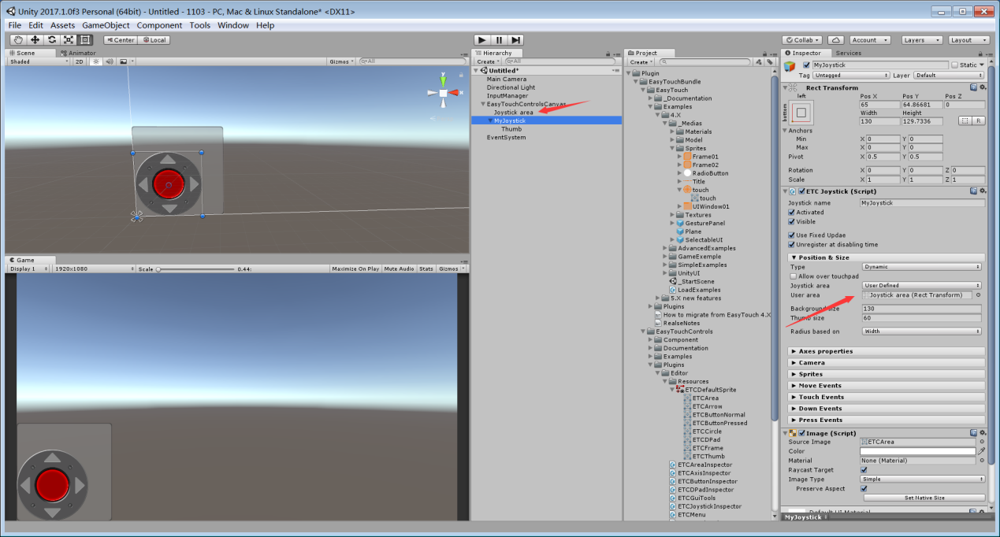 Unity 2017.1.0f3 Personal (64bit) - Untitled - 1103 - PC, Mac & Linux Standalone* <DX11>
File Edit Assets GameObject Component Tools Window Help
Center Local
Collab Account Layers Layout
Scene Animator
Shaded 2D Gizmos All
y
x
Game
Display 1 1920x1080 Scale 0.44: Maximize On Play Mute Audio Stats Gizmos
Hierarchy
Create All
Untitled*
Main Camera
Directional Light
InputManager
EasyTouchControlsCanvas
Joystick area
MyJoystick
Thumb
EventSystem
Project
Create
Plugin
EasyTouchBundle
EasyTouch
_Documentation
Examples
4.X
_Medias
Materials
Model
Sprites
Frame01
Frame02
RadioButton
Title
touch
touch
UIWindow01
Textures
GesturePanel
Plane
SelectableUI
AdvancedExamples
GameExemple
SimpleExamples
UnityUI
_StartScene
LoadExamples
5.X new features
Plugins
How to migrate from EasyTouch 4.X
RealseNotes
EasyTouchControls
Component
Documentation
Examples
Plugins
Editor
Resources
ETCDefaultSprite
ETCArea
ETCArrow
ETCButtonNormal
ETCButtonPressed
ETCCircle
ETCDPad
ETCFrame
ETCThumb
ETCAreaInspector
ETCAxisInspector
ETCButtonInspector
ETCDPadInspector
ETCGuiTools
ETCJoystickInspector
ETCMenu
Inspector Services
MyJoystick Static
Tag Untagged Layer Default
Rect Transform
left
bottom
Pos X Pos Y Pos Z
65 64.86681 0
Width Height
130 129.7336 R
Anchors
Min X 0 Y 0
Max X 0 Y 0
Pivot X 0.5 Y 0.5
Rotation X 0 Y 0 Z 0
Scale X 1 Y 1 Z 1
ETC Joystick (Script)
Joystick name MyJoystick
Activated
Visible
Use Fixed Updae
Unregister at disabling time
Position & Size
Type Dynamic
Allow over touchpad
Joystick area User Defined
User area Joystick area (Rect Transform)
Background size 130
Thumb size 60
Radius based on Width
Axes properties
Camera
Sprites
Move Events
Touch Events
Down Events
Press Events
Image (Script)
Source Image ETCArea
Color
Material None (Material)
Raycast Target
Image Type Simple
Preserve Aspect
Set Native Size
Default UI Material
MyJoystick